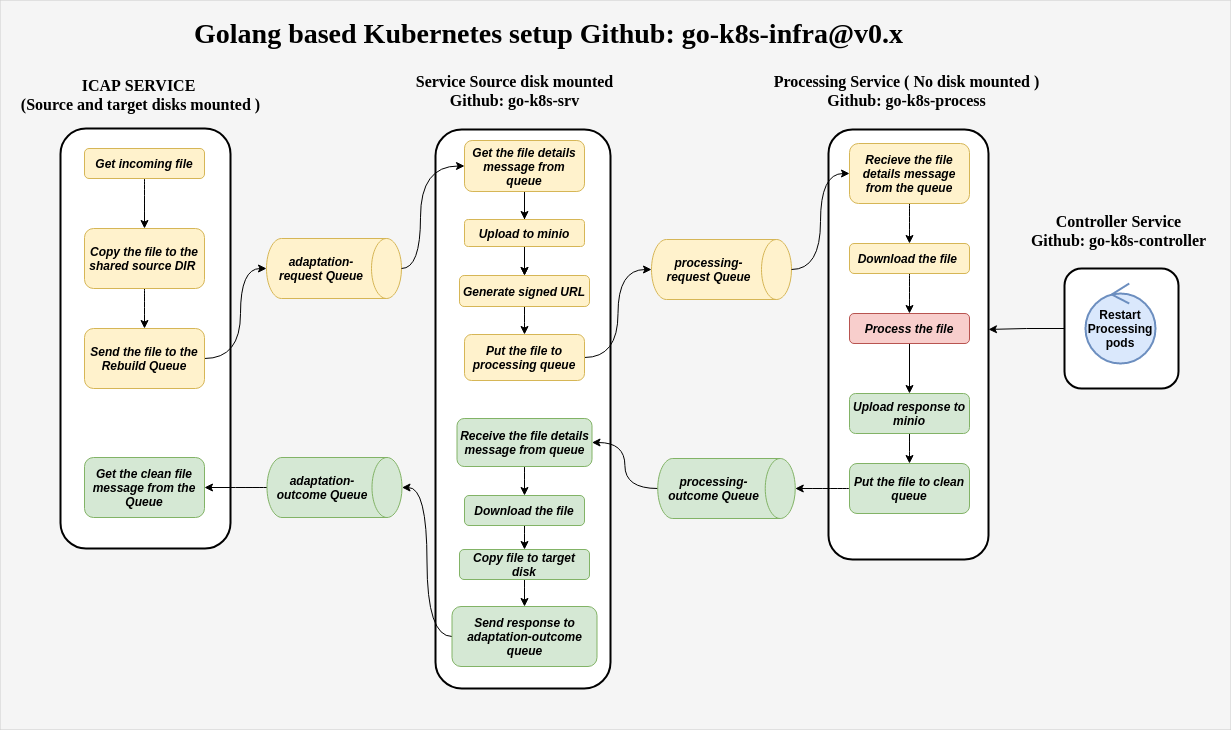 Golang based Kubernetes setup Github: go-k8s-infra@v0.x
ICAP SERVICE
(Source and target disks mounted )
Get incoming file
Copy the file to the
shared source DIR
Send the file to the
Rebuild Queue
Get the clean file
message from the
Queue
adaptation-
request Queue
adaptation-
outcome Queue
Service Source disk mounted
Github: go-k8s-srv
Get the file details
message from
queue
Upload to minio
Generate signed URL
Put the file to
processing queue
Receive the file details
message from queue
Download the file
Copy file to target
disk
Send response to
adaptation-outcome
queue
processing-
request Queue
processing-
outcome Queue
Processing Service ( No disk mounted )
Github: go-k8s-process
Recieve the file
details message
from the queue
Download the file
Process the file
Upload response to
minio
Put the file to clean
queue
Controller Service
Github: go-k8s-controller
Restart
Processing
pods